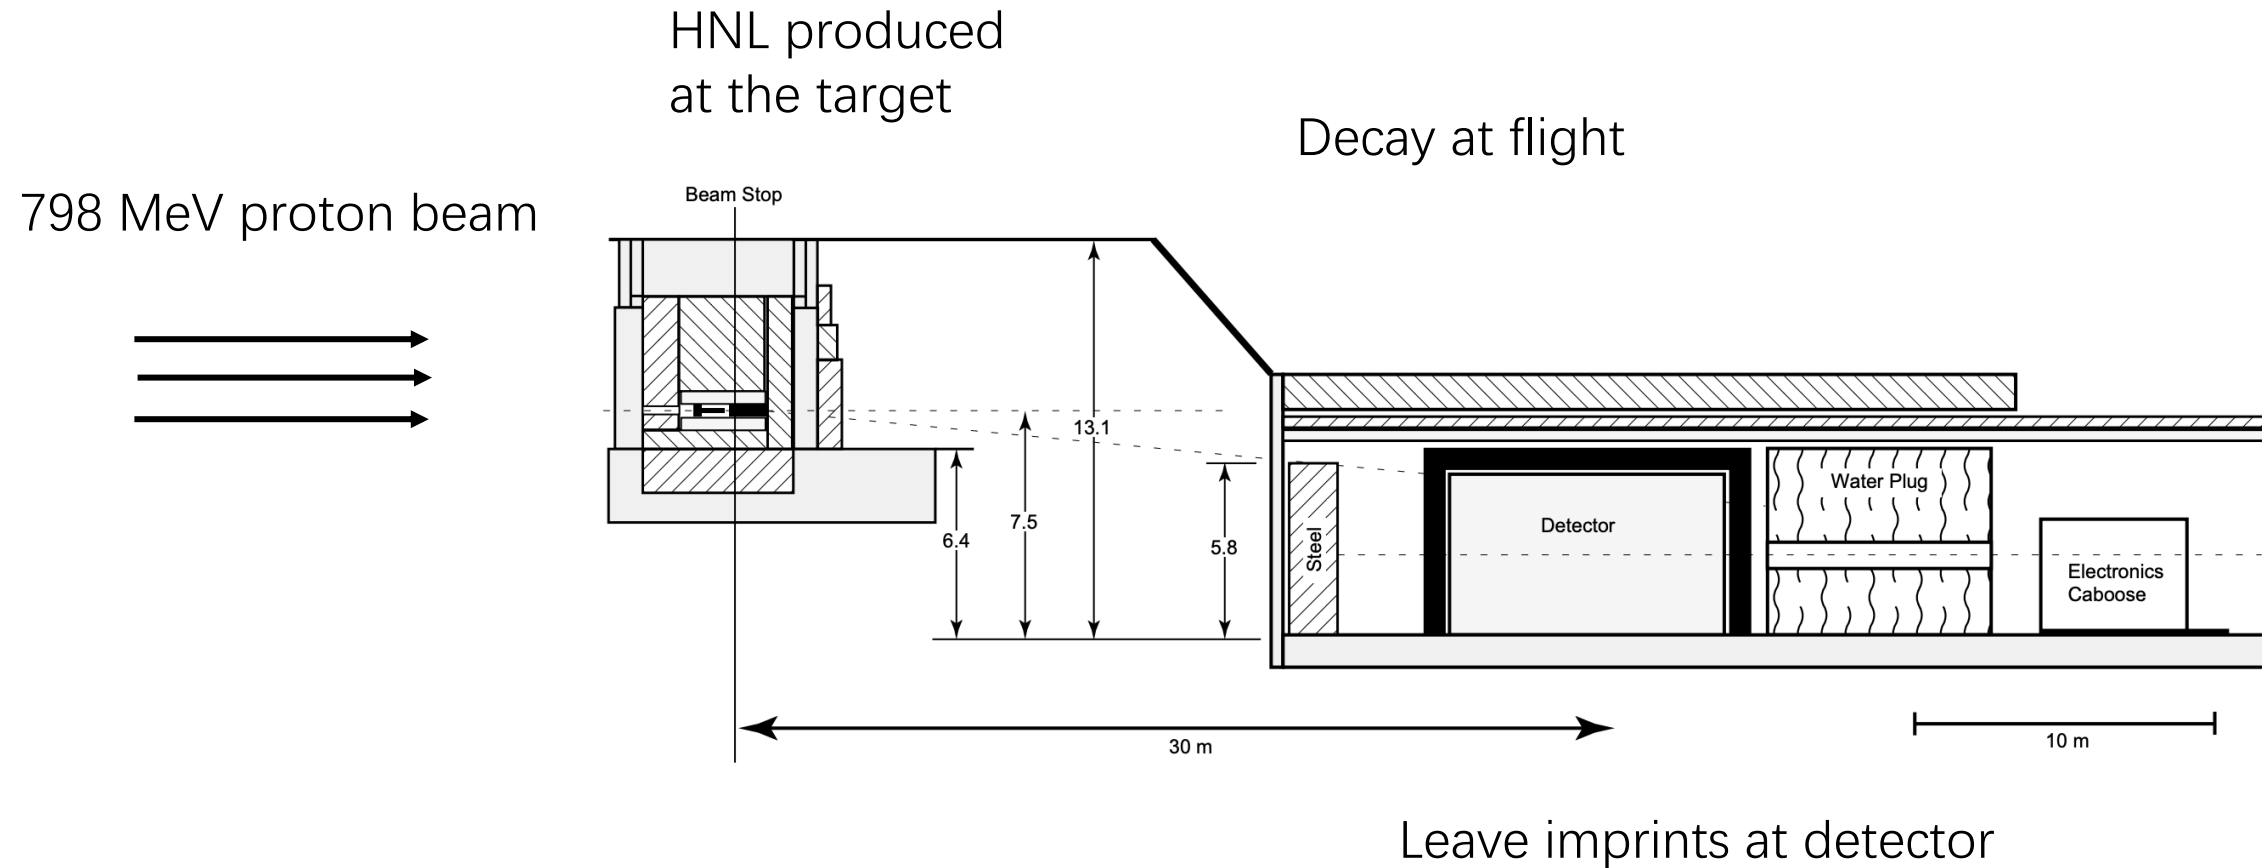 HNL produced
at the target
Decay at flight
798 MeV proton beam
Beam Stop
13.1
7.5
6.4
5.8
Steel
Detector
Water Plug
Electronics
Caboose
30 m
10 m
Leave imprints at detector